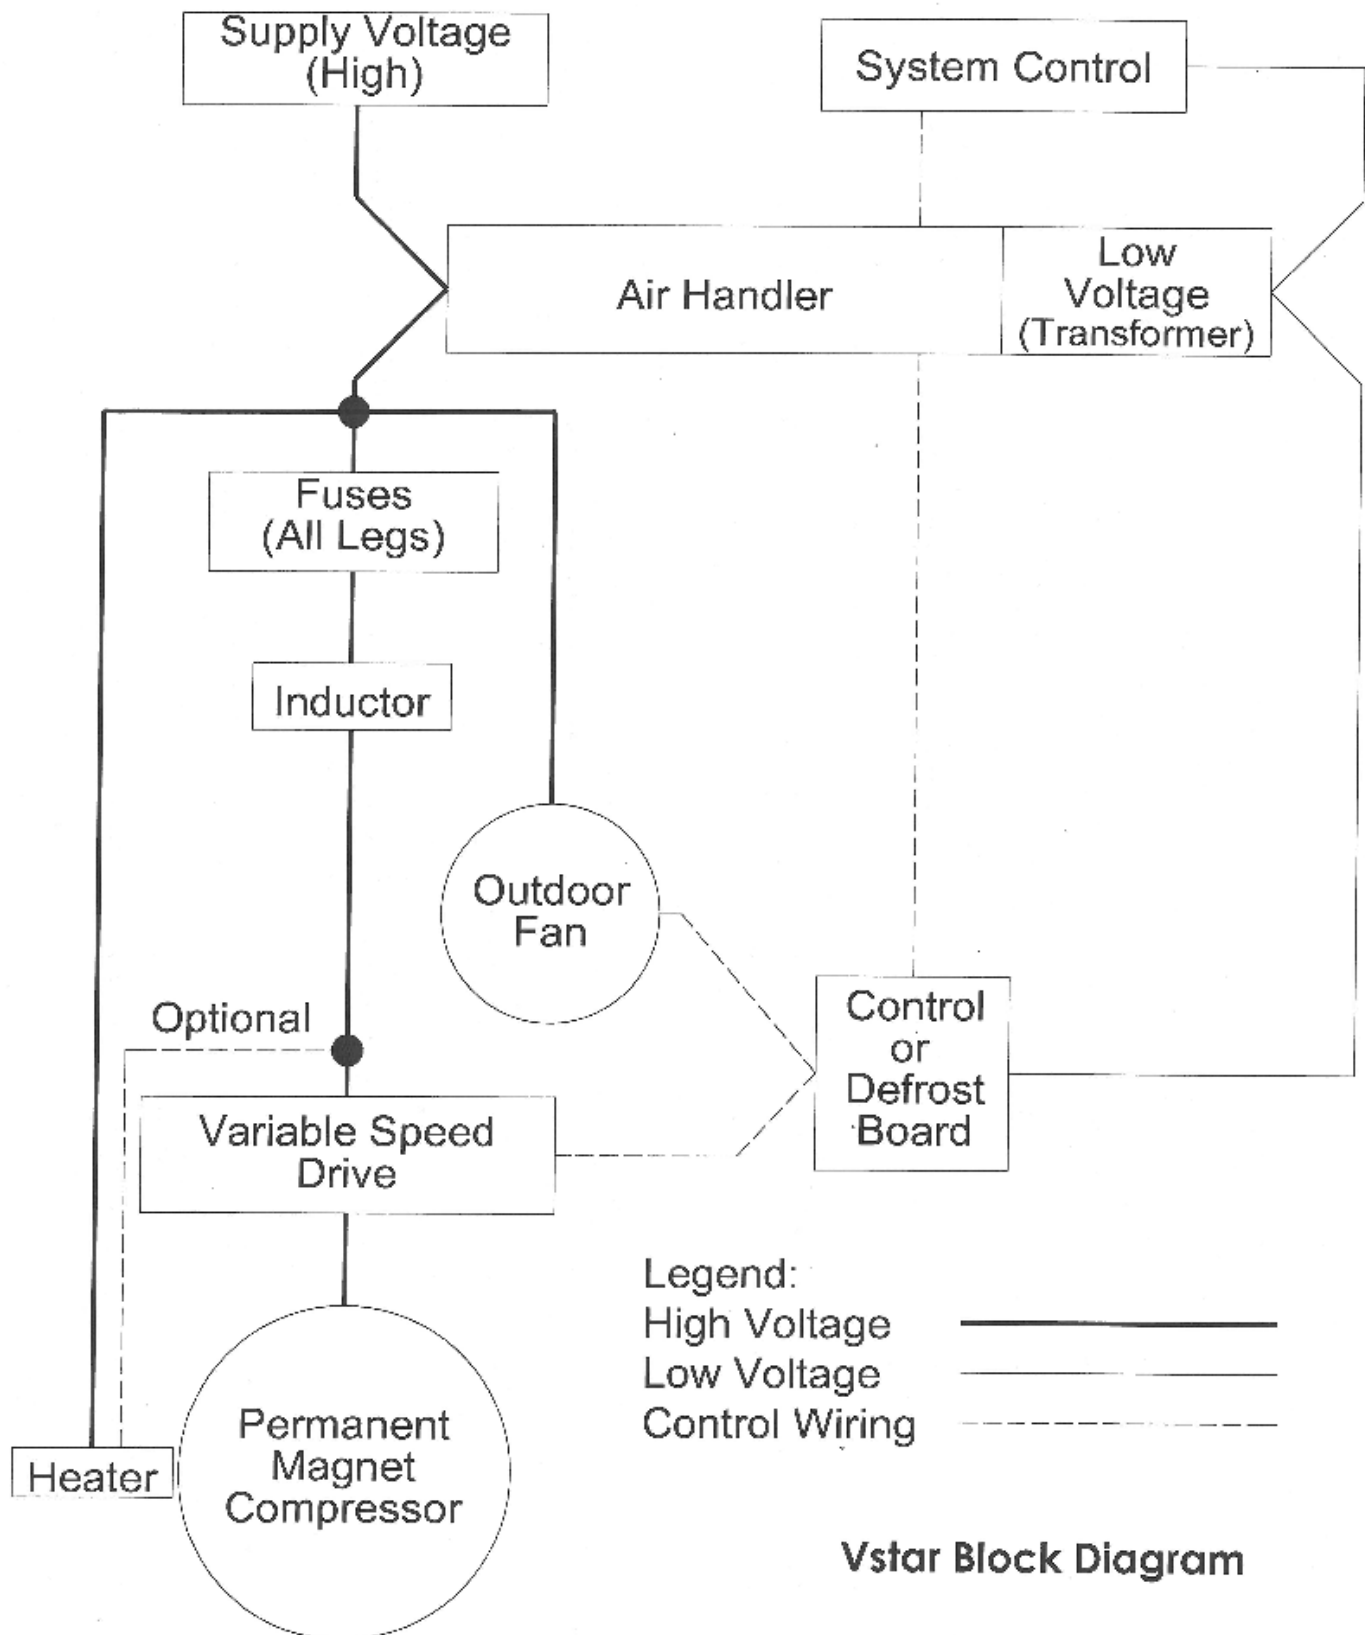 Supply Voltage
(High)
System Control
Air Handler
Low
Voltage
(Transformer)
Fuses
(All Legs)
Inductor
Outdoor
Fan
Optional
Control
or
Defrost
Board
Variable Speed
Drive
Legend:
High Voltage
Low Voltage
Control Wiring
Heater
Permanent
Magnet
Compressor
Vstar Block Diagram